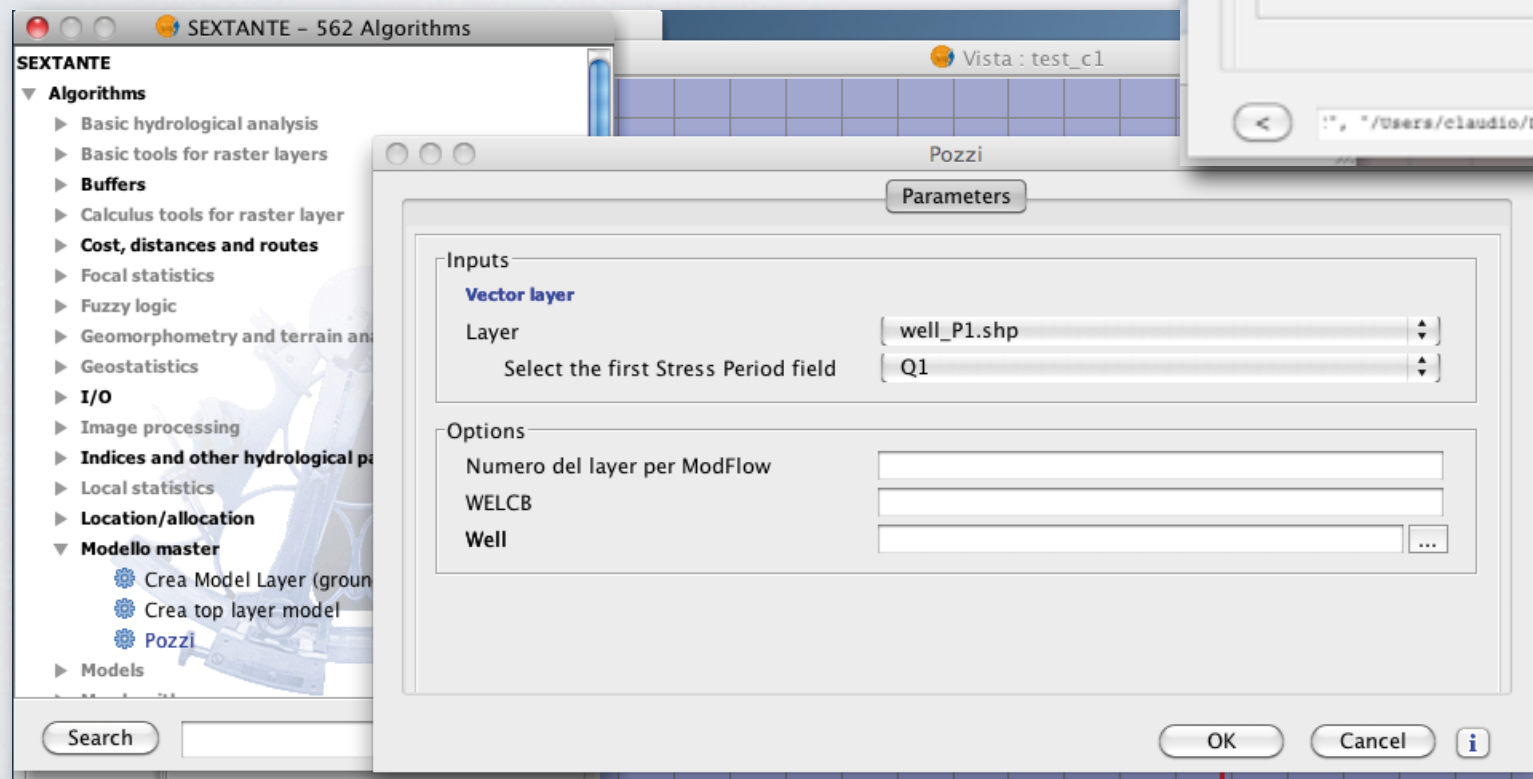 SEXTANTE – 562 Algorithms
SEXTANTE
Algorithms
Basic hydrological analysis
Basic tools for raster layers
Buffers
Calculus tools for raster layer
Cost, distances and routes
Focal statistics
Fuzzy logic
Geomorphometry and terrain
Geostatistics
I/O
Image processing
Indices and other hydrological
Local statistics
Location/allocation
Modello master
Crea Model Layer
Crea top layer model
Pozzi
Models
Search
Vista : test_c1
< :", "/Users/claudio/
Pozzi
Parameters
Inputs
Vector layer
Layer well_P1.shp
Select the first Stress Period field Q1
Options
Numero del layer per ModFlow
WELCB
Well ...
OK Cancel i